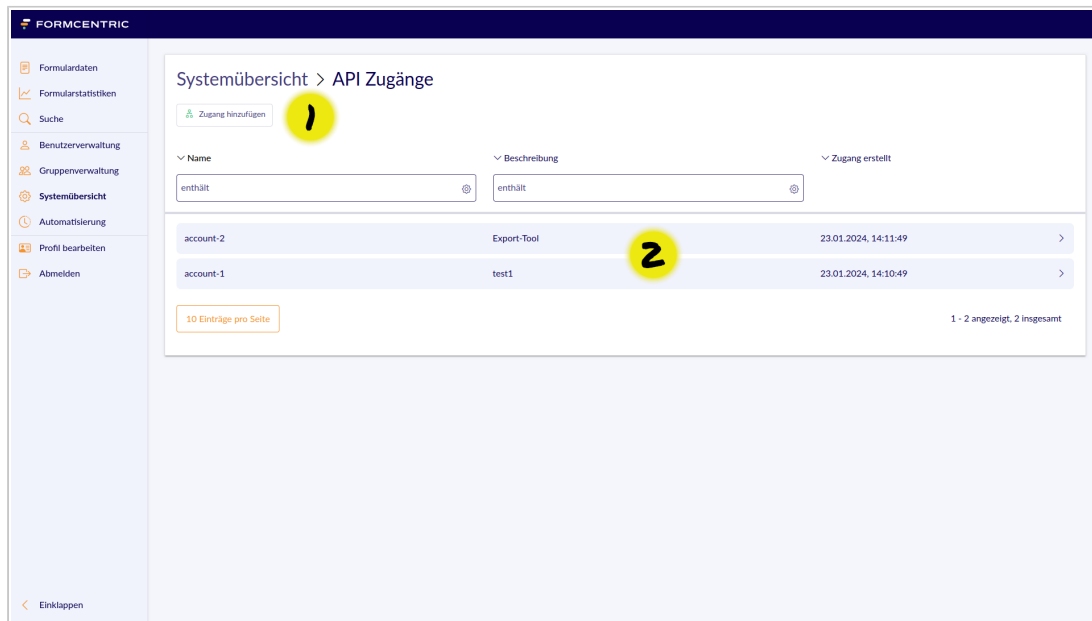 FORMCENTRIC
Formulardaten
Formularstatistiken
Suche
Benutzerverwaltung
Gruppenverwaltung
Systemübersicht
Automatisierung
Profil bearbeiten
Abmelden
Einklappen
Systemübersicht > API Zugänge
Zugang hinzufügen
1
Name Beschreibung Zugang erstellt
enthält enthält
account-2 Export-Tool 23.01.2024, 14:11:49
2
account-1 test1 23.01.2024, 14:10:49
10 Einträge pro Seite 1 - 2 angezeigt, 2 insgesamt